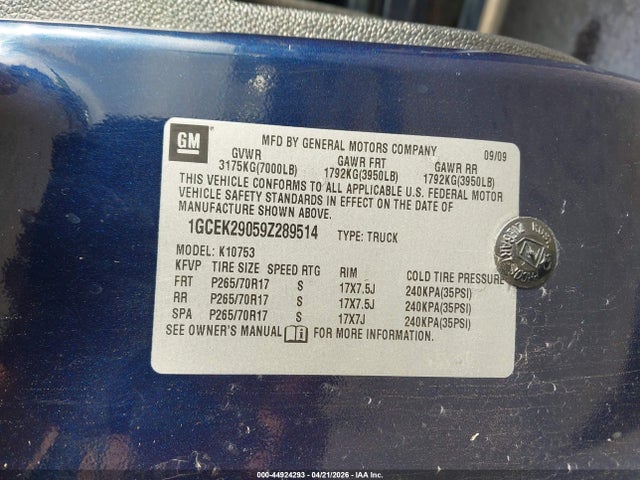 GM
MFD BY GENERAL MOTORS COMPANY 09/09
GVWR GAWR FRT GAWR RR
3175KG(7000LB) 1792KG(3950LB) 1792KG(3950LB)
THIS VEHICLE CONFORMS TO ALL APPLICABLE U.S. FEDERAL MOTOR
VEHICLE SAFETY STANDARDS IN EFFECT ON THE DATE OF
MANUFACTURE SHOWN ABOVE.
1GCEK29059Z289514 TYPE: TRUCK
MODEL: K10753
KFVP TIRE SIZE SPEED RTG RIM COLD TIRE PRESSURE
FRT P265/70R17 S 17X7.5J 240KPA(35PSI)
RR P265/70R17 S 17X7.5J 240KPA(35PSI)
SPA P265/70R17 S 17X7J 240KPA(35PSI)
SEE OWNER'S MANUAL i FOR MORE INFORMATION
000-44924293 - 04/21/2026 - IAA Inc.